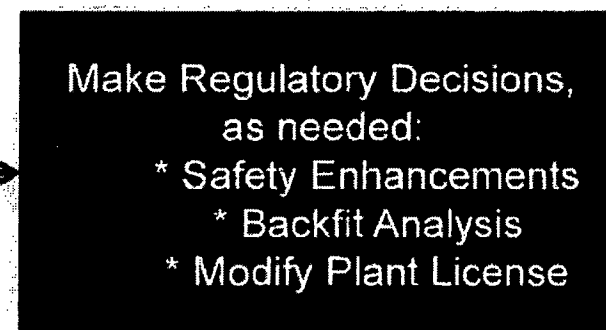 Make Regulatory Decisions,
as needed:
* Safety Enhancements
* Backfit Analysis
* Modify Plant License